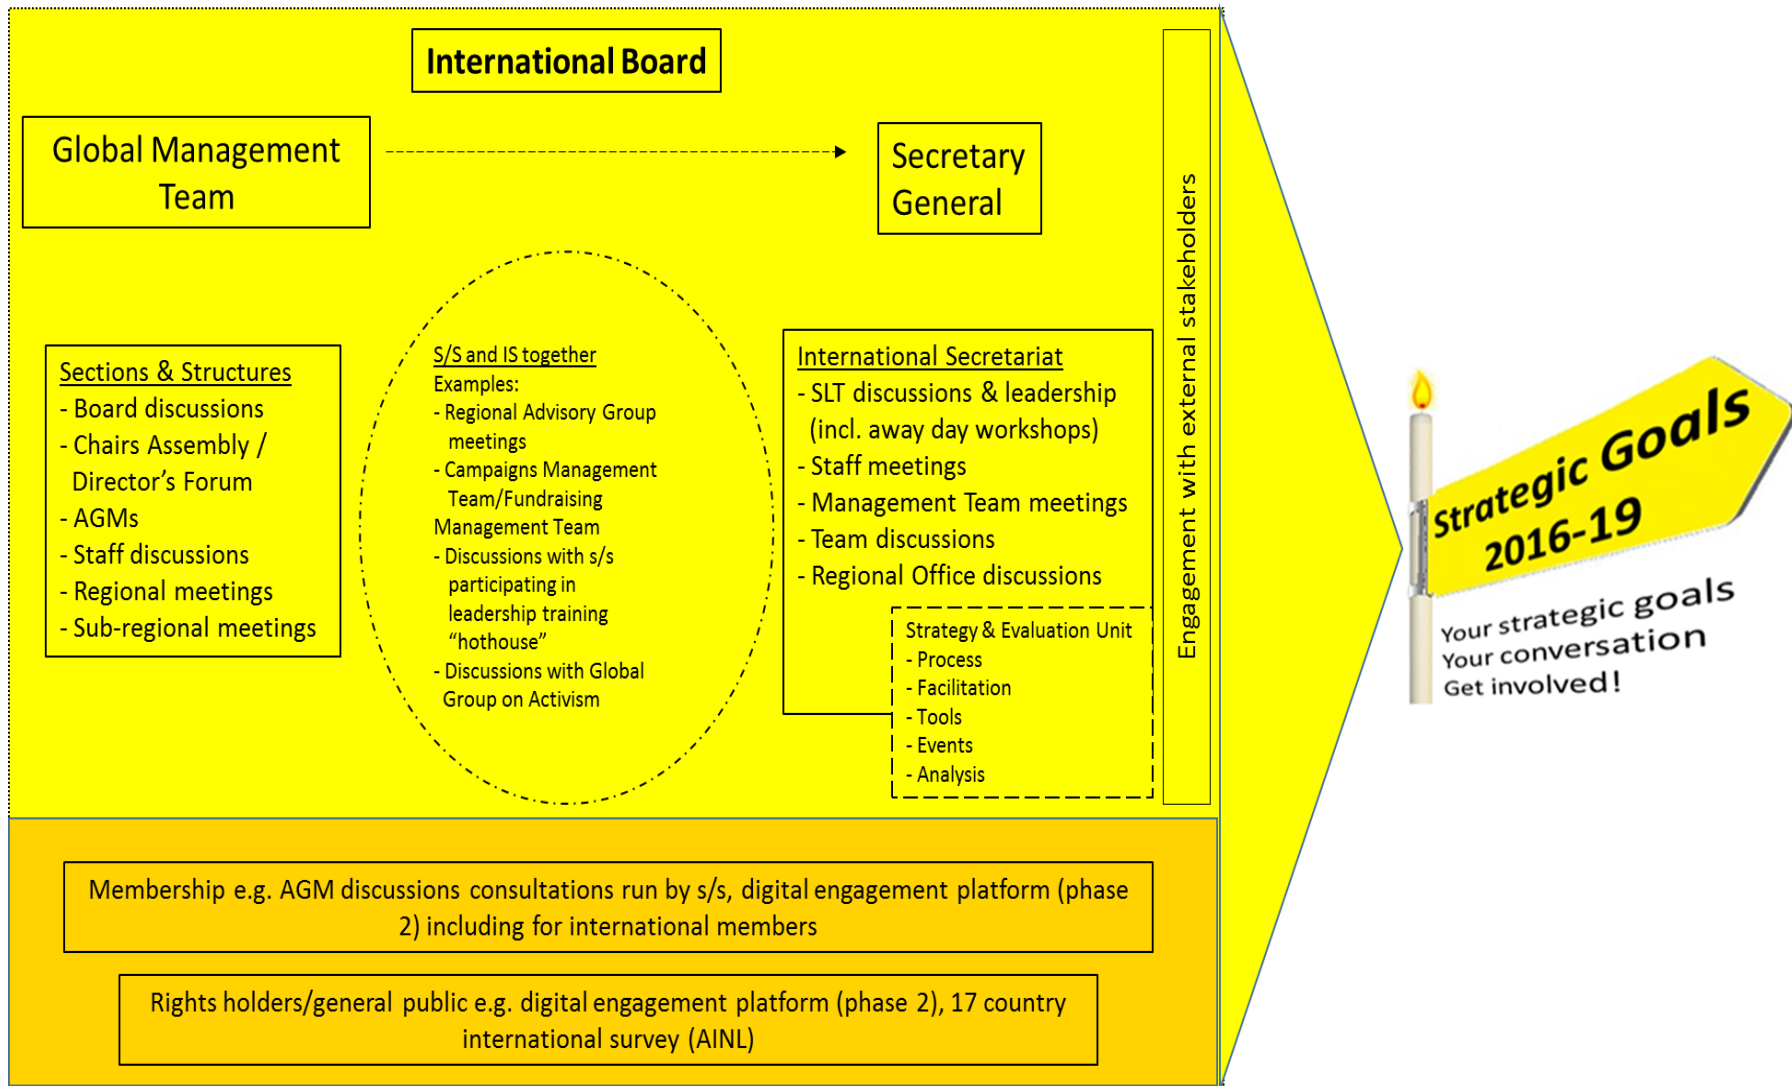 International Board
Global Management
Team
Secretary
General
Engagement with external stakeholders
Sections & Structures
- Board discussions
- Chairs Assembly /
Director’s Forum
- AGMs
- Staff discussions
- Regional meetings
- Sub-regional meetings
S/S and IS together
Examples:
- Regional Advisory Group
meetings
- Campaigns Management
Team/Fundraising
Management Team
- Discussions with s/s
participating in
leadership training
“hothouse”
- Discussions with Global
Group on Activism
International Secretariat
- SLT discussions & leadership
(incl. away day workshops)
- Staff meetings
- Management Team meetings
- Team discussions
- Regional Office discussions
Strategy & Evaluation Unit
- Process
- Facilitation
- Tools
- Events
- Analysis
Membership e.g. AGM discussions consultations run by s/s, digital engagement platform (phase
2) including for international members
Rights holders/general public e.g. digital engagement platform (phase 2), 17 country
international survey (AINL)
Strategic Goals
2016-19
Your strategic goals
Your conversation
Get involved!